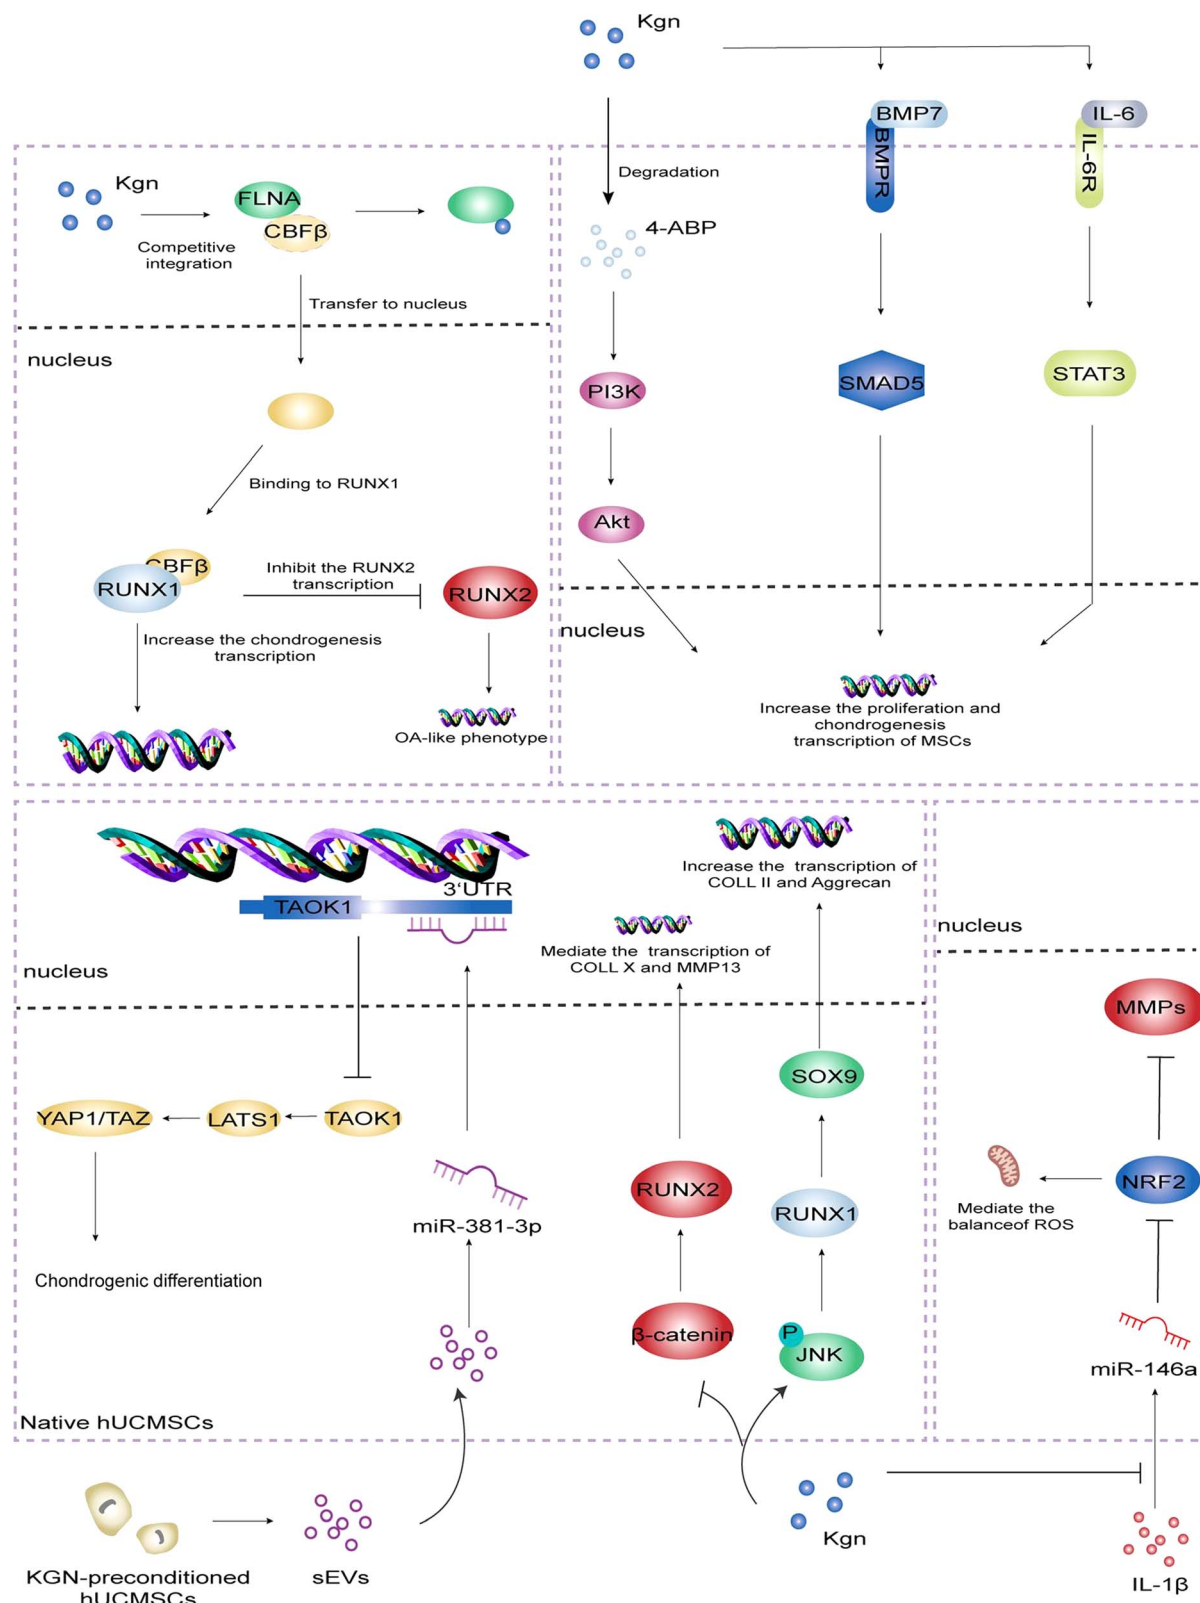 Kgn
BMP7
BMPR
IL-6
IL-6R
Degradation
4-ABP
PI3K
Akt
SMAD5
STAT3
nucleus
Increase the proliferation and
chondrogenesis
transcription of MSCs
Kgn
FLNA
CBFβ
Competitive
integration
Transfer to nucleus
nucleus
Binding to RUNX1
CBFβ
RUNX1
Inhibit the RUNX2
transcription
RUNX2
Increase the chondrogenesis
transcription
OA-like phenotype
3'UTR
TAOK1
nucleus
Increase the transcription of
COLL II and Aggrecan
Mediate the transcription of
COLL X and MMP13
YAP1/TAZ
LATS1
TAOK1
Chondrogenic differentiation
miR-381-3p
SOX9
RUNX2
RUNX1
β-catenin
P
JNK
Native hUCMSCs
nucleus
MMPs
NRF2
Mediate the
balanceof ROS
miR-146a
KGN-preconditioned
hUCMSCs
sEVs
Kgn
IL-1β